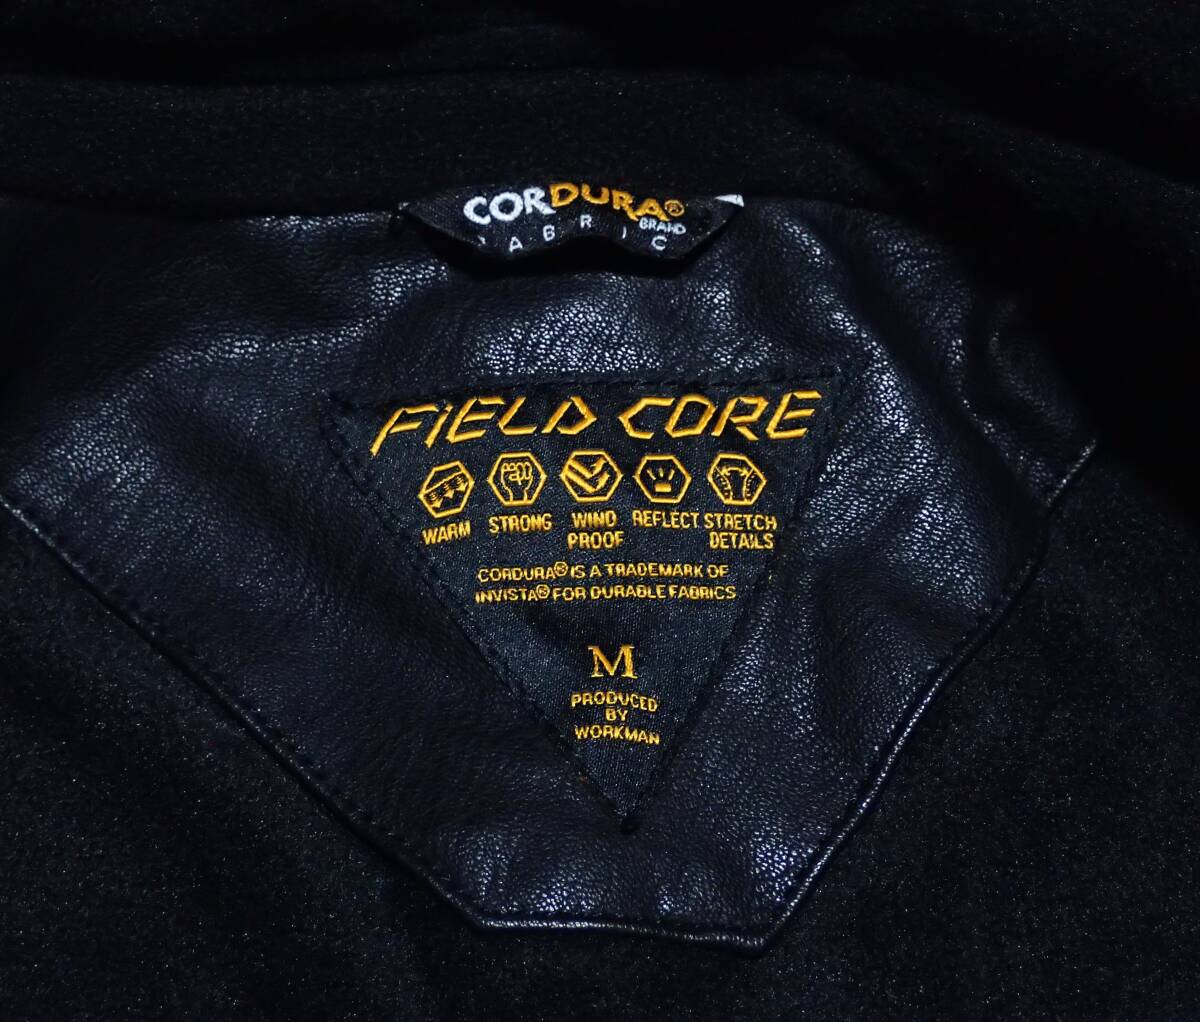 CORDURA®
BRAND
FABRIC
FIELD CORE
WARM STRONG WIND PROOF REFLECT STRETCH DETAILS
CORDURA® IS A TRADEMARK OF
INVISTA® FOR DURABLE FABRICS
M
PRODUCED
BY
WORKMAN